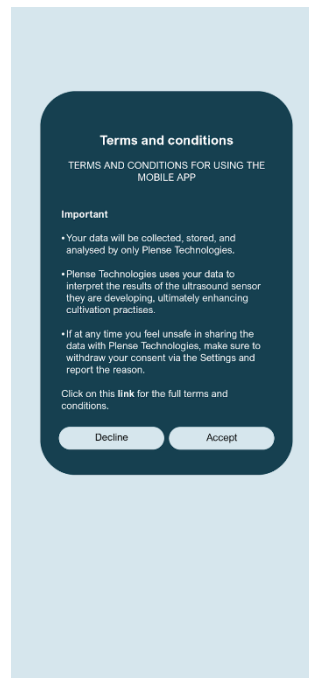 Terms and conditions
TERMS AND CONDITIONS FOR USING THE
MOBILE APP
Important
•Your data will be collected, stored, and
analysed by only Plense Technologies.
•Plense Technologies uses your data to
interpret the results of the ultrasound sensor
they are developing, ultimately enhancing
cultivation practises.
•If at any time you feel unsafe in sharing the
data with Plense Technologies, make sure to
withdraw your consent via the Settings and
report the reason.
Click on this link for the full terms and
conditions.
Decline Accept